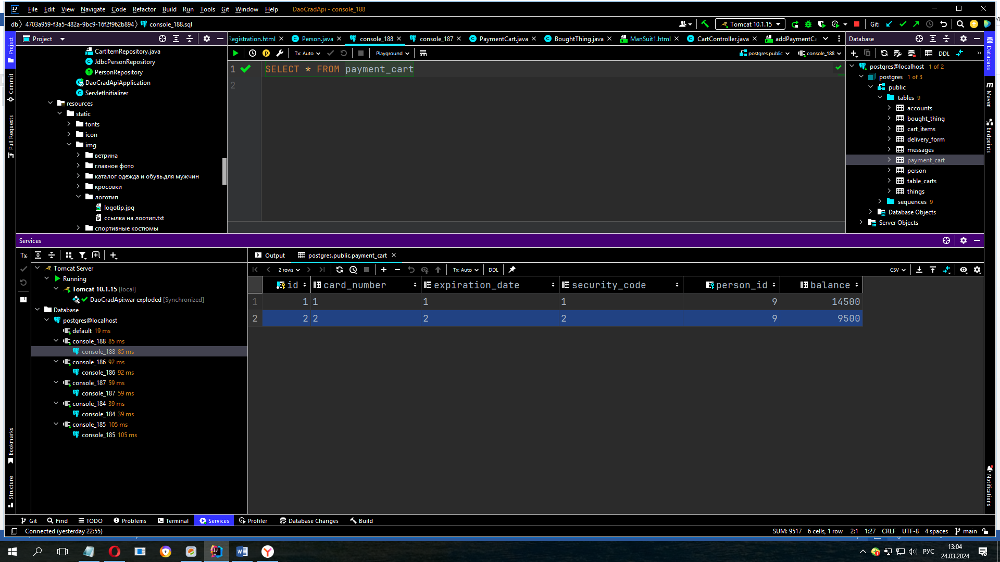 File Edit View Navigate Code Refactor Build Run Tools Git Window Help DaoCradApi - console_188
db 4703a959-f3a5-482a-9bc9-16f2f962b894 console_188.sql
Tomcat 10.1.15 Git:
Project
Registration.html Person.java console_188 console_187 PaymentCart.java BoughtThing.java ManSuit1.html CartController.java addPaymentCa
Database
Tx: Auto Playground postgres.public console_188
DDL
Project
Commit
Pull Requests
Bookmarks
Structure
CartItemRepository.java
JdbcPersonRepository
PersonRepository
DaoCradApiApplication
ServletInitializer
resources
static
fonts
icon
img
ветрина
главное фото
каталог одежда и обувь.для мужчин
кросовки
логотип
logotip.jpg
ссылка на лоотип.txt
спортивные костюмы
1 SELECT * FROM payment_cart
2
postgres@localhost 1 of 2
postgres 1 of 3
public
tables 9
accounts
bought_thing
cart_items
delivery_form
messages
payment_cart
person
table_carts
things
sequences 9
Database Objects
Server Objects
Database
Maven
Endpoints
Notifications
Services
Tx
Tomcat Server
Running
Tomcat 10.1.15 [local]
DaoCradApi:war exploded [Synchronized]
Database
postgres@localhost
default 19 ms
console_188 85 ms
console_188 85 ms
console_186 92 ms
console_186 92 ms
console_187 59 ms
console_187 59 ms
console_184 39 ms
console_184 39 ms
console_185 105 ms
console_185 105 ms
Output postgres.public.payment_cart
2 rows Tx: Auto DDL CSV
id card_number expiration_date security_code person_id balance
1 1 1 1 1 9 14500
2 2 2 2 2 9 9500
Git Find TODO Problems Terminal Services Profiler Database Changes Build
Connected (yesterday 22:55) SUM: 9517 6 cells, 1 row 2:1 1:27 CRLF UTF-8 4 spaces main
РУС 13:04
24.03.2024